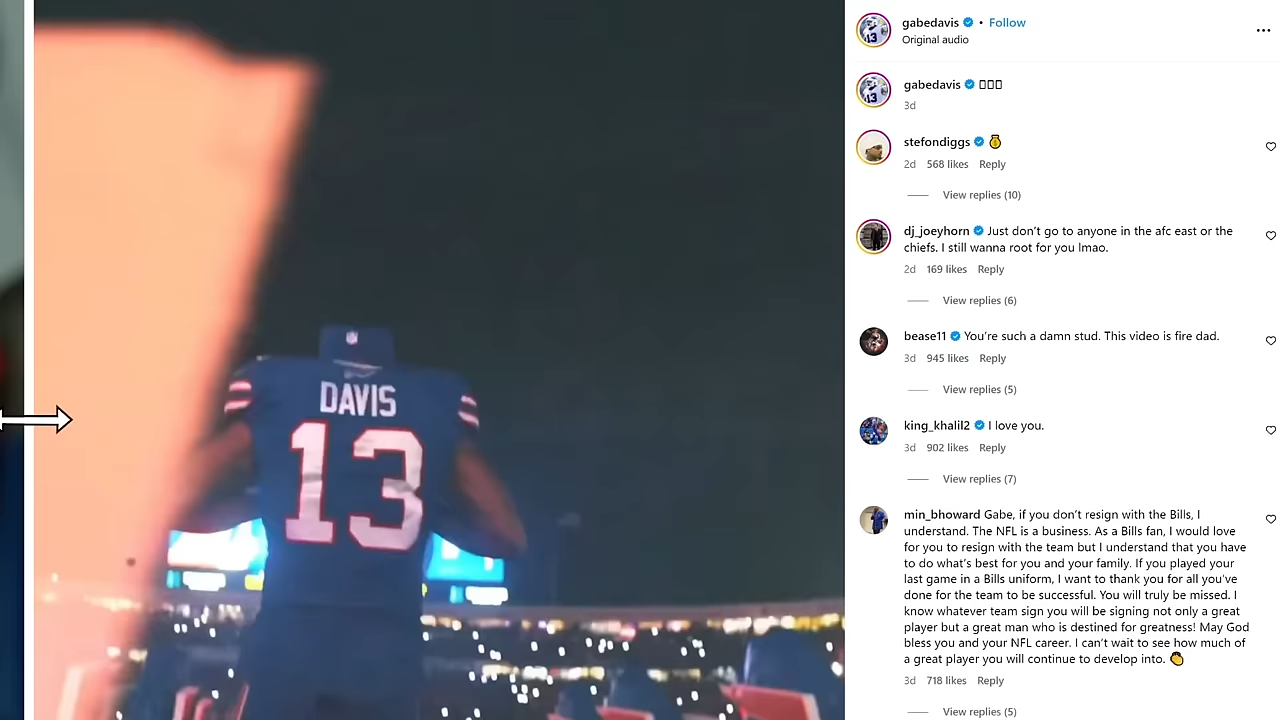 gabedavis • Follow
Original audio
gabedavis
3d
stefondiggs
2d 568 likes Reply
View replies (10)
dj_joeyhorn Just don't go to anyone in the afc east or the
chiefs. I still wanna root for you lmao.
2d 169 likes Reply
View replies (6)
bease11 You're such a damn stud. This video is fire dad.
3d 945 likes Reply
View replies (5)
king_khalil2 I love you.
3d 902 likes Reply
View replies (7)
min_bhoward Gabe, if you don't resign with the Bills, I
understand. The NFL is a business. As a Bills fan, I would love
for you to resign with the team but I understand that you have
to do what's best for you and your family. If you played your
last game in a Bills uniform, I want to thank you for all you've
done for the team to be successful. You will truly be missed. I
know whatever team sign you will be signing not only a great
player but a great man who is destined for greatness! May God
bless you and your NFL career. I can't wait to see how much of
a great player you will continue to develop into.
3d 718 likes Reply
View replies (5)
DAVIS
13